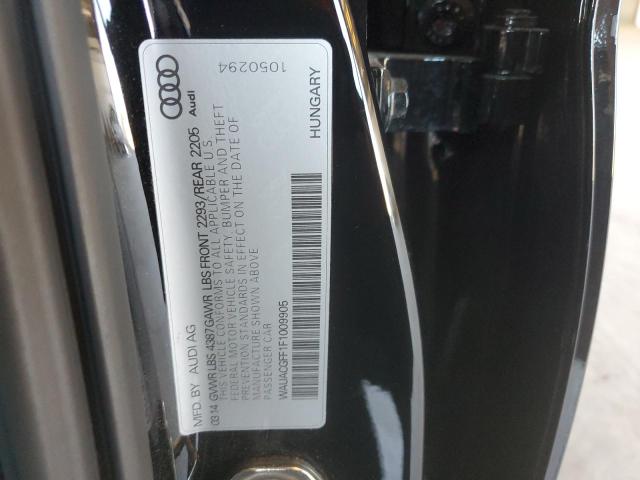 MFD. BY AUDI AG
03 14 GVWR LBS 4387 GAWR LBS FRONT 2293/REAR 2205
THIS VEHICLE CONFORMS TO ALL APPLICABLE U S
FEDERAL MOTOR VEHICLE SAFETY, BUMPER AND THEFT
PREVENTION STANDARDS IN EFFECT ON THE DATE OF
MANUFACTURE SHOWN ABOVE
PASSENGER CAR
WAUACGFF1F1009905
HUNGARY
Audi
1050294